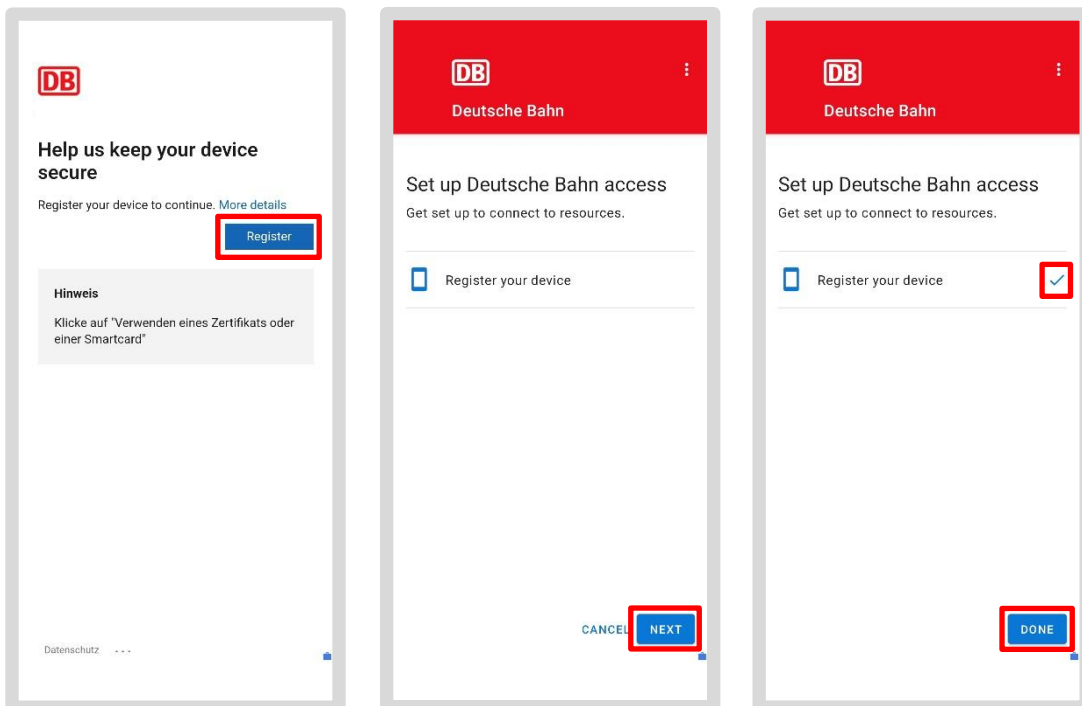 DB
Help us keep your device
secure
Register your device to continue. More details
Register
Hinweis
Klicke auf "Verwenden eines Zertifikats oder
einer Smartcard"
Datenschutz ...
DB
Deutsche Bahn
Set up Deutsche Bahn access
Get set up to connect to resources.
Register your device
CANCEL NEXT
DB
Deutsche Bahn
Set up Deutsche Bahn access
Get set up to connect to resources.
Register your device
DONE